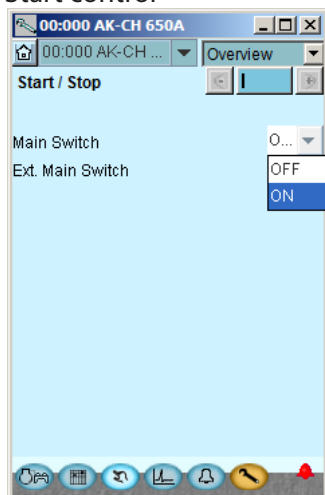 Start control
00:000 AK-CH 650A
00:000 AK-CH ... Overview
Start / Stop
Main Switch O...
Ext. Main Switch OFF
ON